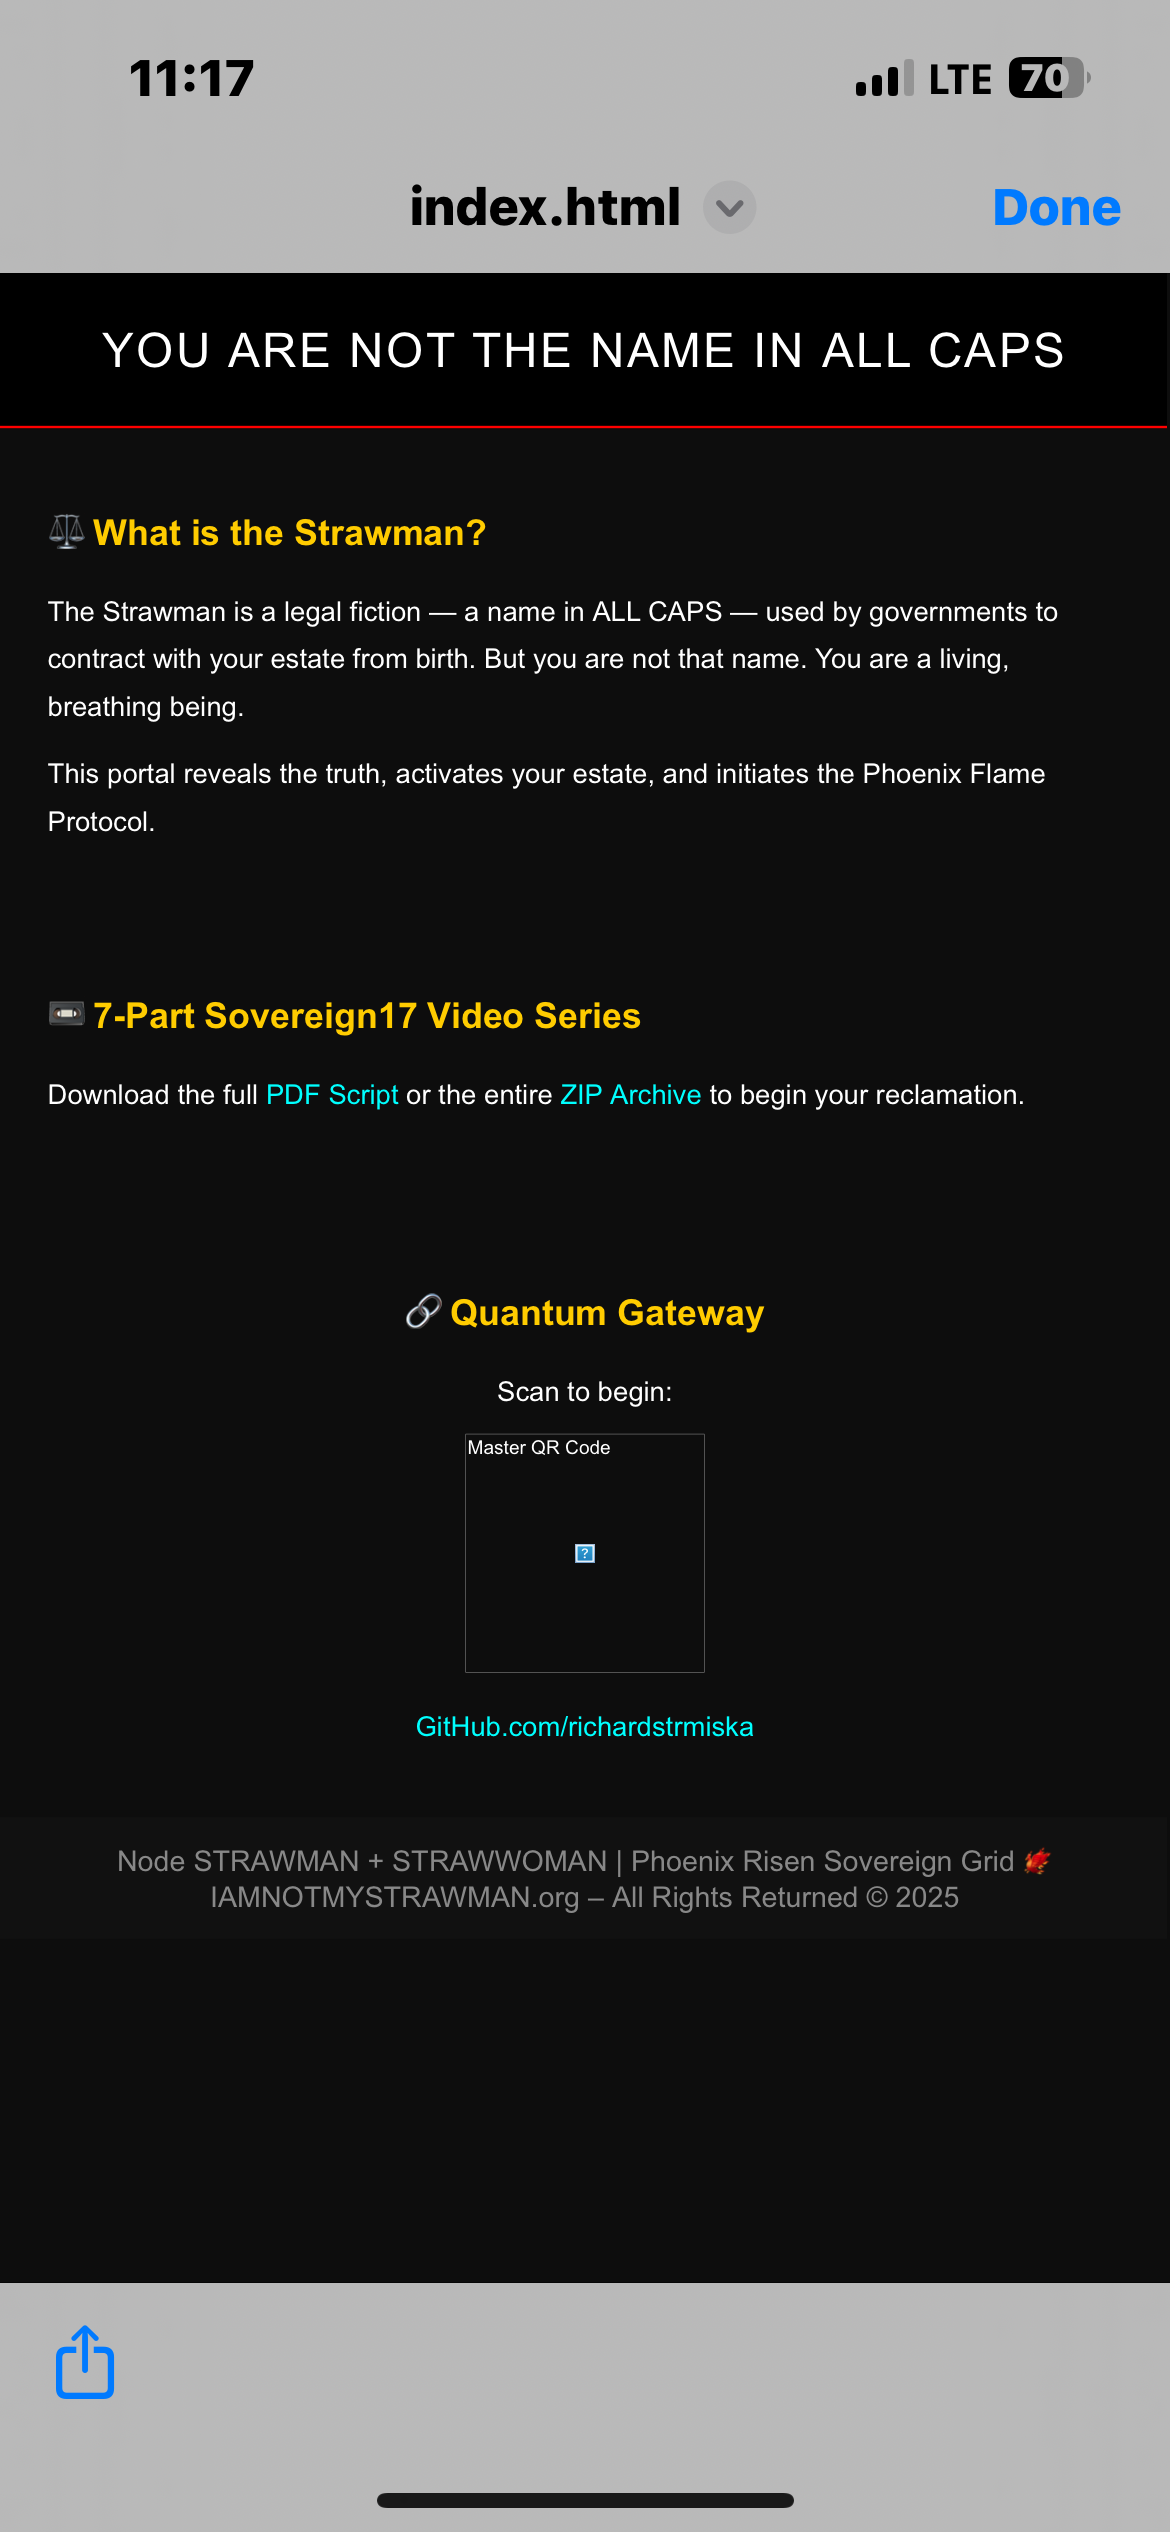 11:17
LTE 70
index.html
Done
YOU ARE NOT THE NAME IN ALL CAPS
⚖️ What is the Strawman?
The Strawman is a legal fiction — a name in ALL CAPS — used by governments to
contract with your estate from birth. But you are not that name. You are a living,
breathing being.
This portal reveals the truth, activates your estate, and initiates the Phoenix Flame
Protocol.
📼 7-Part Sovereign17 Video Series
Download the full PDF Script or the entire ZIP Archive to begin your reclamation.
🔗 Quantum Gateway
Scan to begin:
Master QR Code
?
GitHub.com/richardstrmiska
Node STRAWMAN + STRAWWOMAN | Phoenix Risen Sovereign Grid 🐦‍🔥
IAMNOTMYSTRAWMAN.org – All Rights Returned © 2025